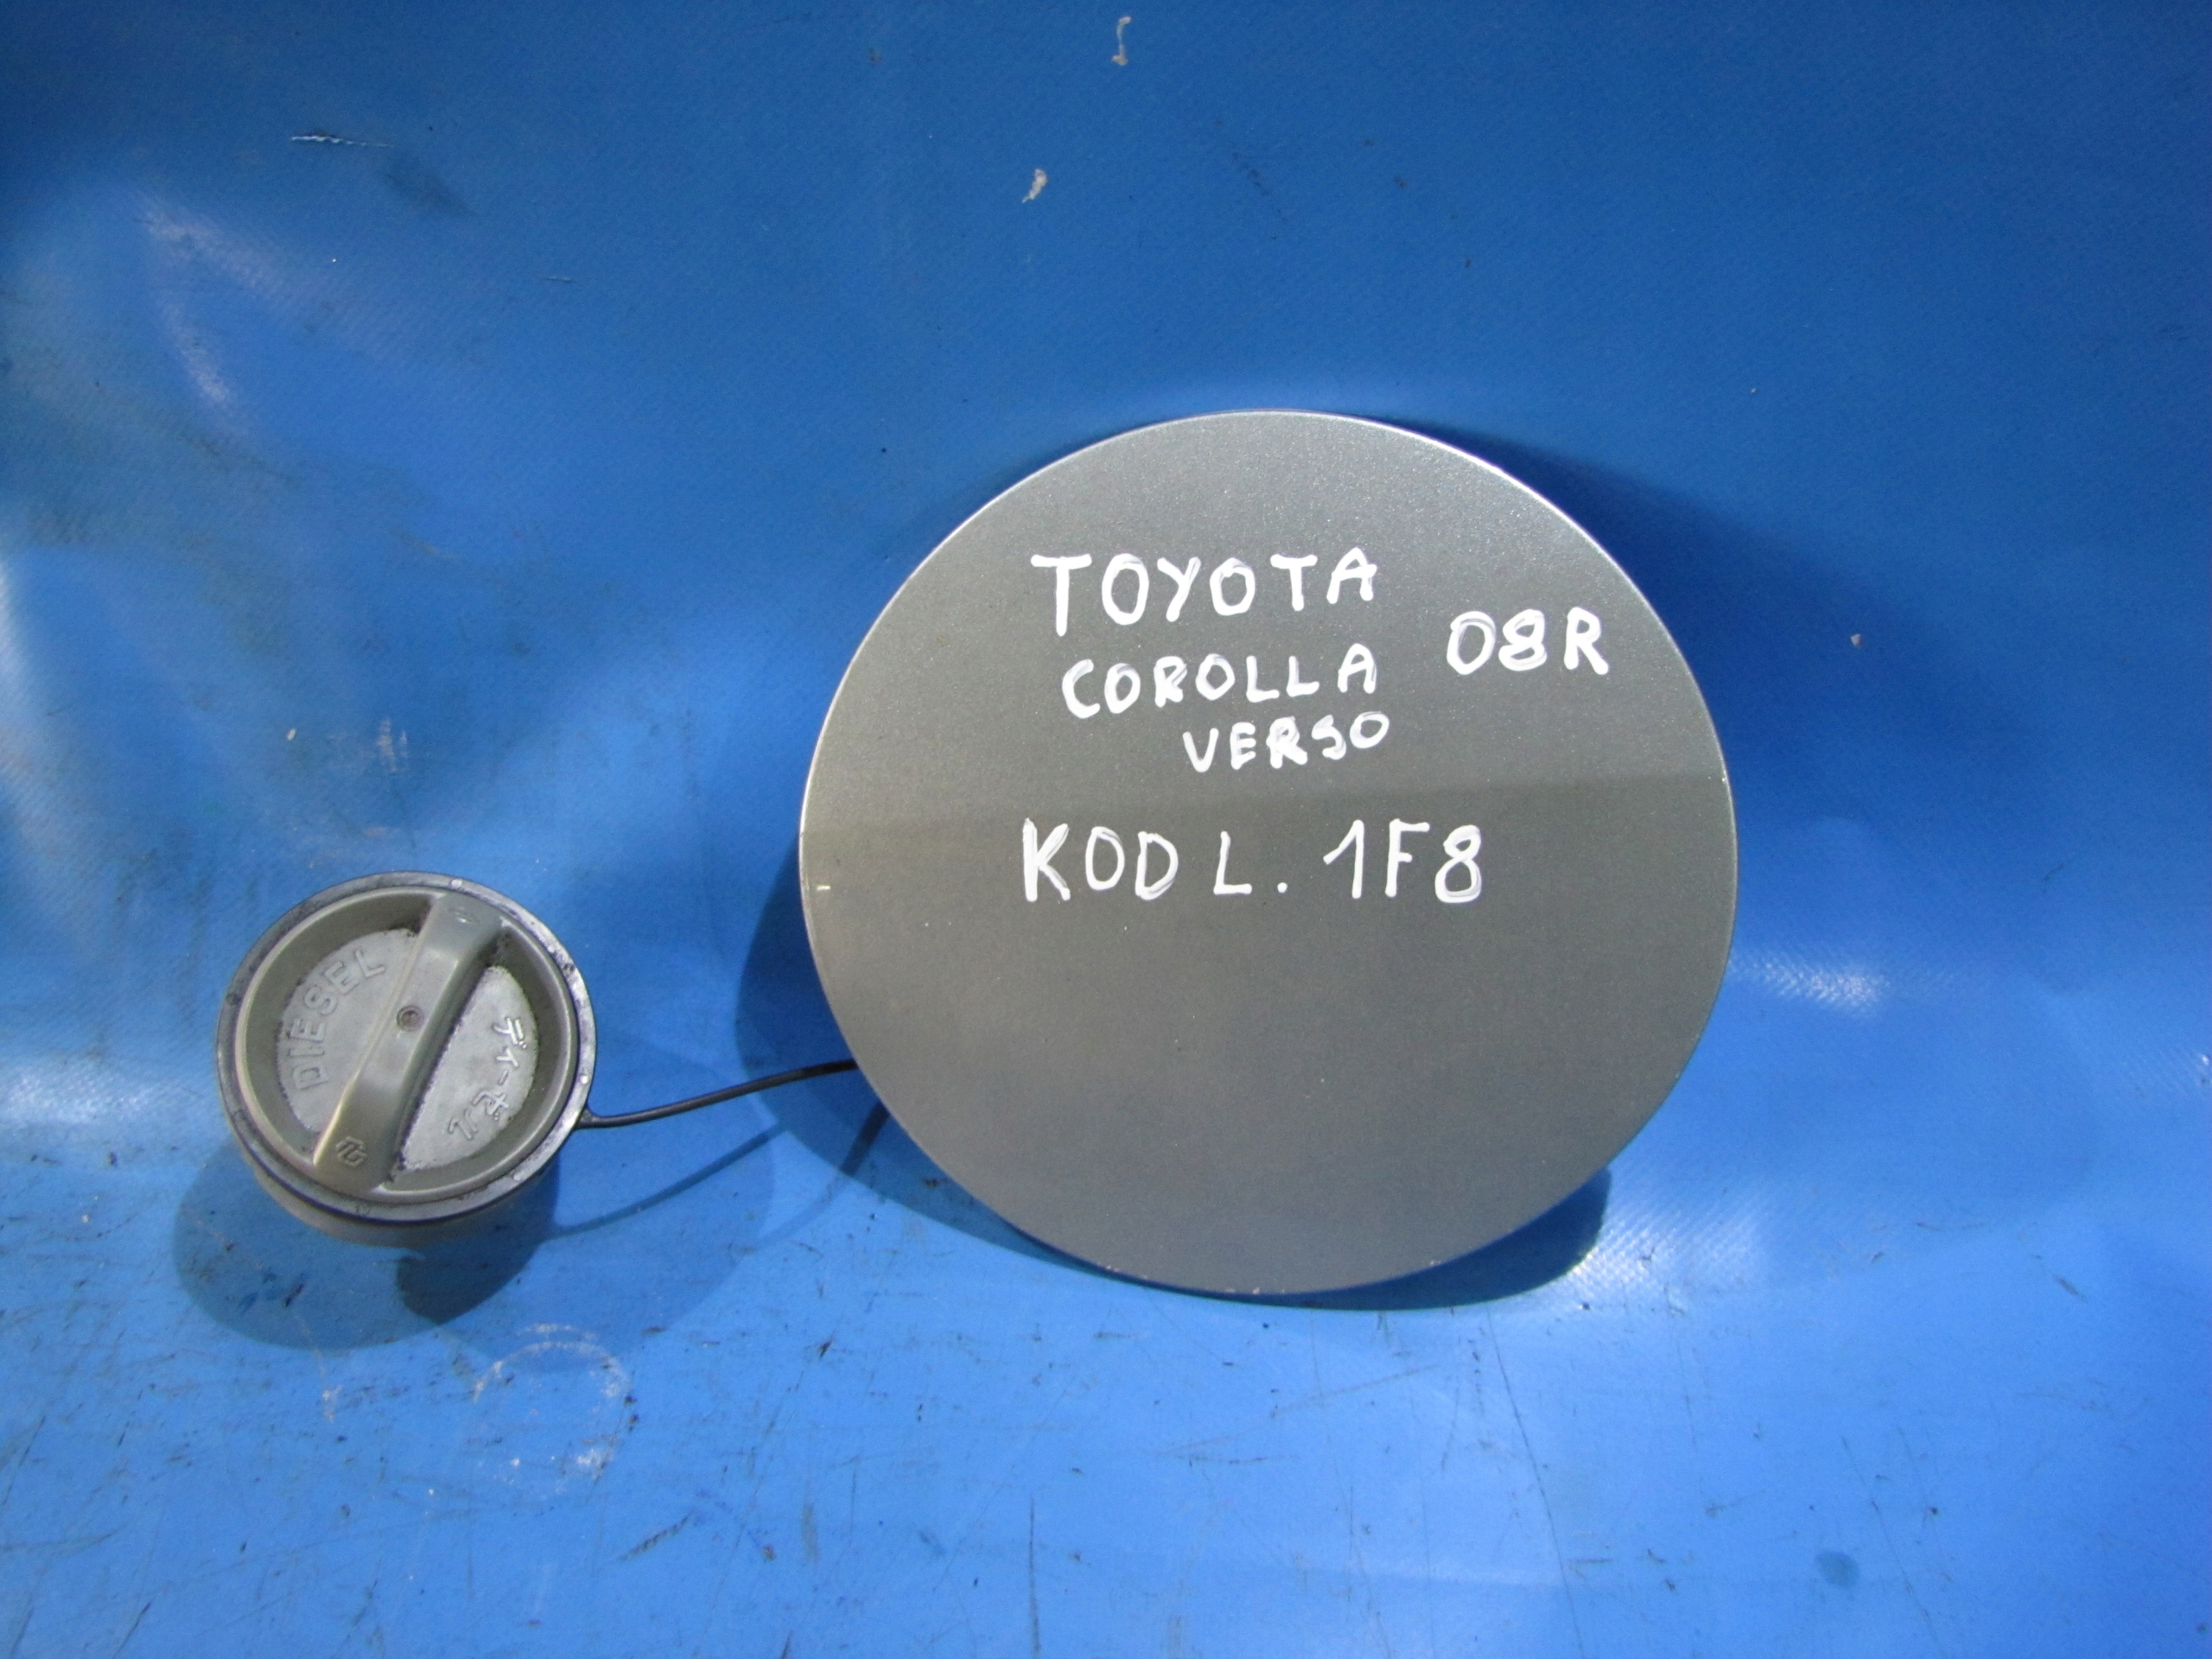 TOYOTA
COROLLA 08R
VERSO
KOD L. 1F8
DIESEL
ディーゼル